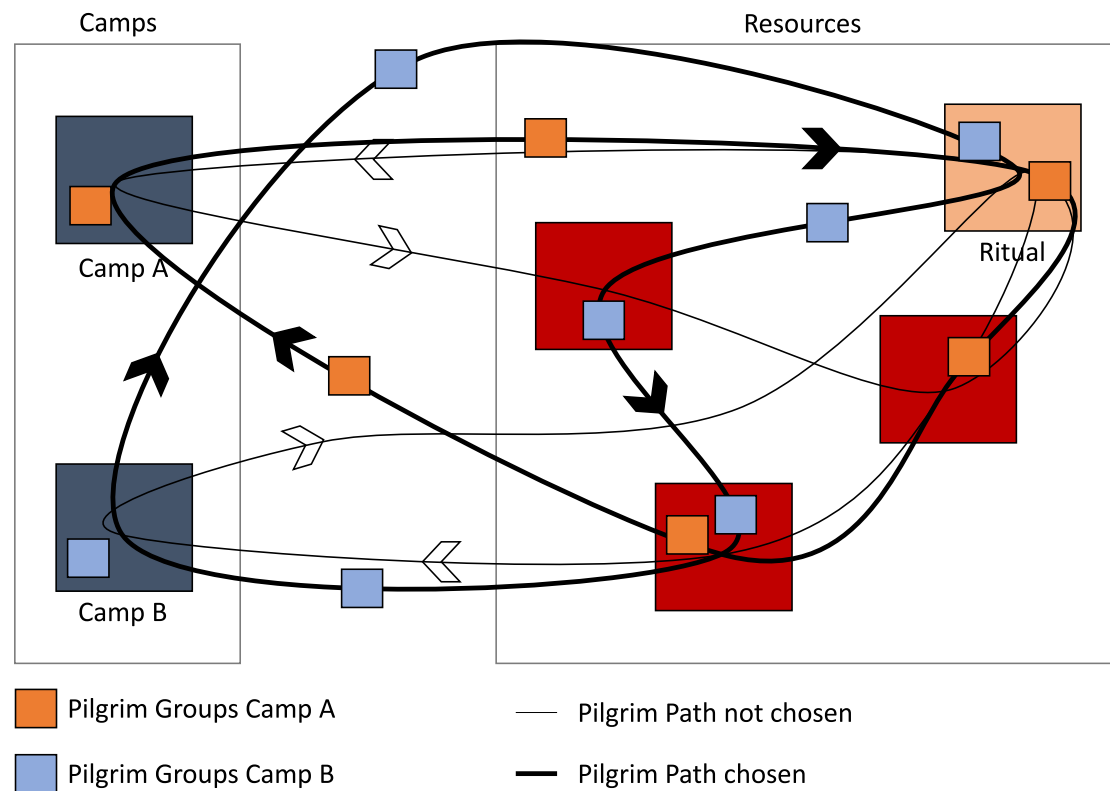 Camps
Resources
Camp A
Ritual
Camp B
Pilgrim Groups Camp A
Pilgrim Path not chosen
Pilgrim Groups Camp B
Pilgrim Path chosen